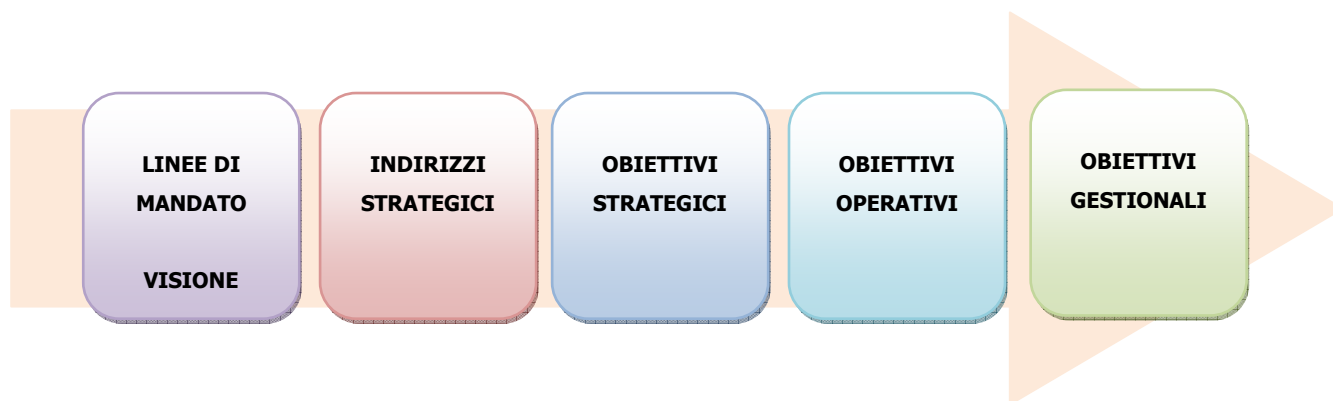 LINEE DI
MANDATO
VISIONE
INDIRIZZI
STRATEGICI
OBIETTIVI
STRATEGICI
OBIETTIVI
OPERATIVI
OBIETTIVI
GESTIONALI